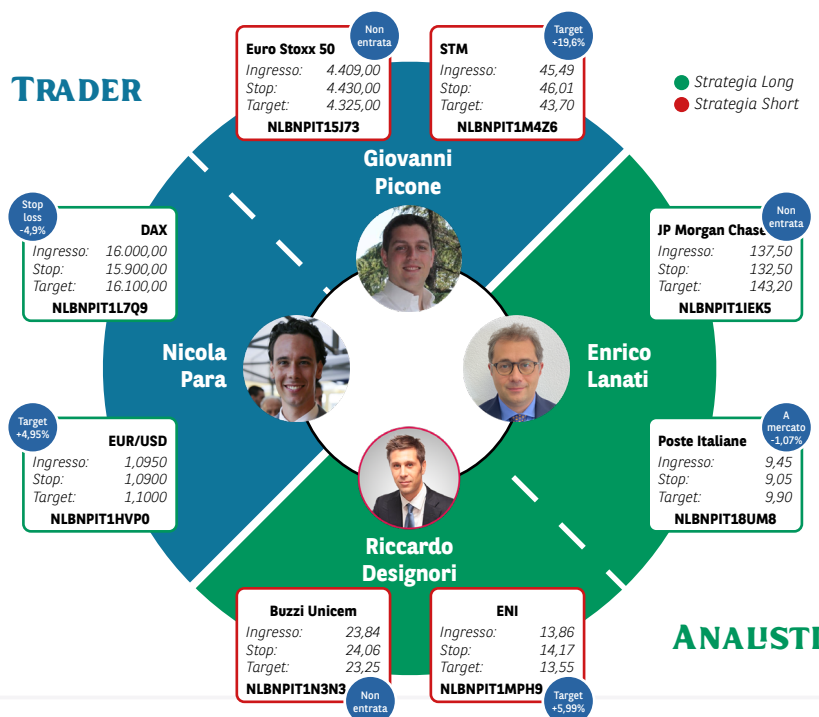 TRADER
Euro Stoxx 50
Non
entrata
Ingresso: 4.409,00
Stop: 4.430,00
Target: 4.325,00
NLBNPIT15J73
STM
Target
+19,6%
Ingresso: 45,49
Stop: 46,01
Target: 43,70
NLBNPIT1M4Z6
Strategia Long
Strategia Short
Giovanni
Picone
Stop
loss
-4,9%
DAX
Ingresso: 16.000,00
Stop: 15.900,00
Target: 16.100,00
NLBNPIT1L7Q9
JP Morgan Chase
Non
entrata
Ingresso: 137,50
Stop: 132,50
Target: 143,20
NLBNPIT1IEK5
Nicola
Para
Enrico
Lanati
Target
+4,95%
EUR/USD
Ingresso: 1,0950
Stop: 1,0900
Target: 1,1000
NLBNPIT1HVP0
Poste Italiane
A
mercato
-1,07%
Ingresso: 9,45
Stop: 9,05
Target: 9,90
NLBNPIT18UM8
Riccardo
Designori
Buzzi Unicem
Ingresso: 23,84
Stop: 24,06
Target: 23,25
NLBNPIT1N3N3
Non
entrata
ENI
Ingresso: 13,86
Stop: 14,17
Target: 13,55
NLBNPIT1MPH9
Target
+5,99%
ANALISTI